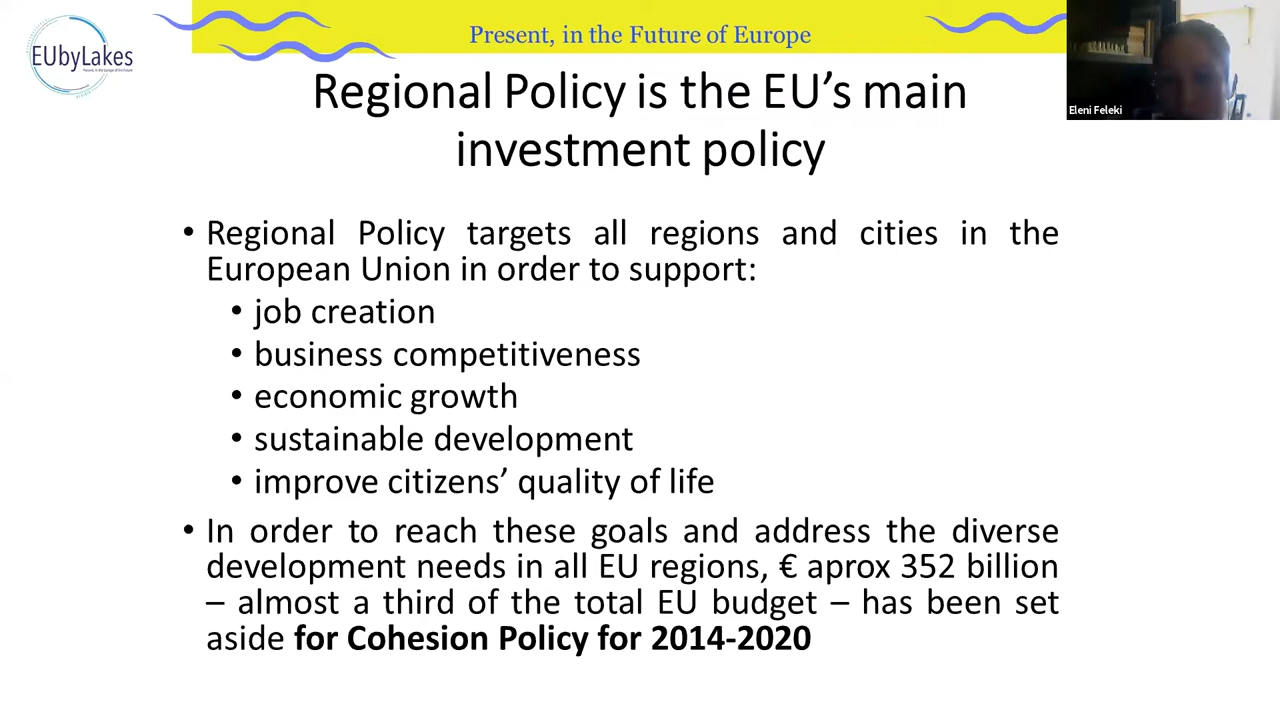 EUbyLakes
Present, in the Future of Europe
Eleni Feleki
Regional Policy is the EU’s main
investment policy
• Regional Policy targets all regions and cities in the
European Union in order to support:
• job creation
• business competitiveness
• economic growth
• sustainable development
• improve citizens’ quality of life
• In order to reach these goals and address the diverse
development needs in all EU regions, € aprox 352 billion
– almost a third of the total EU budget – has been set
aside for Cohesion Policy for 2014-2020